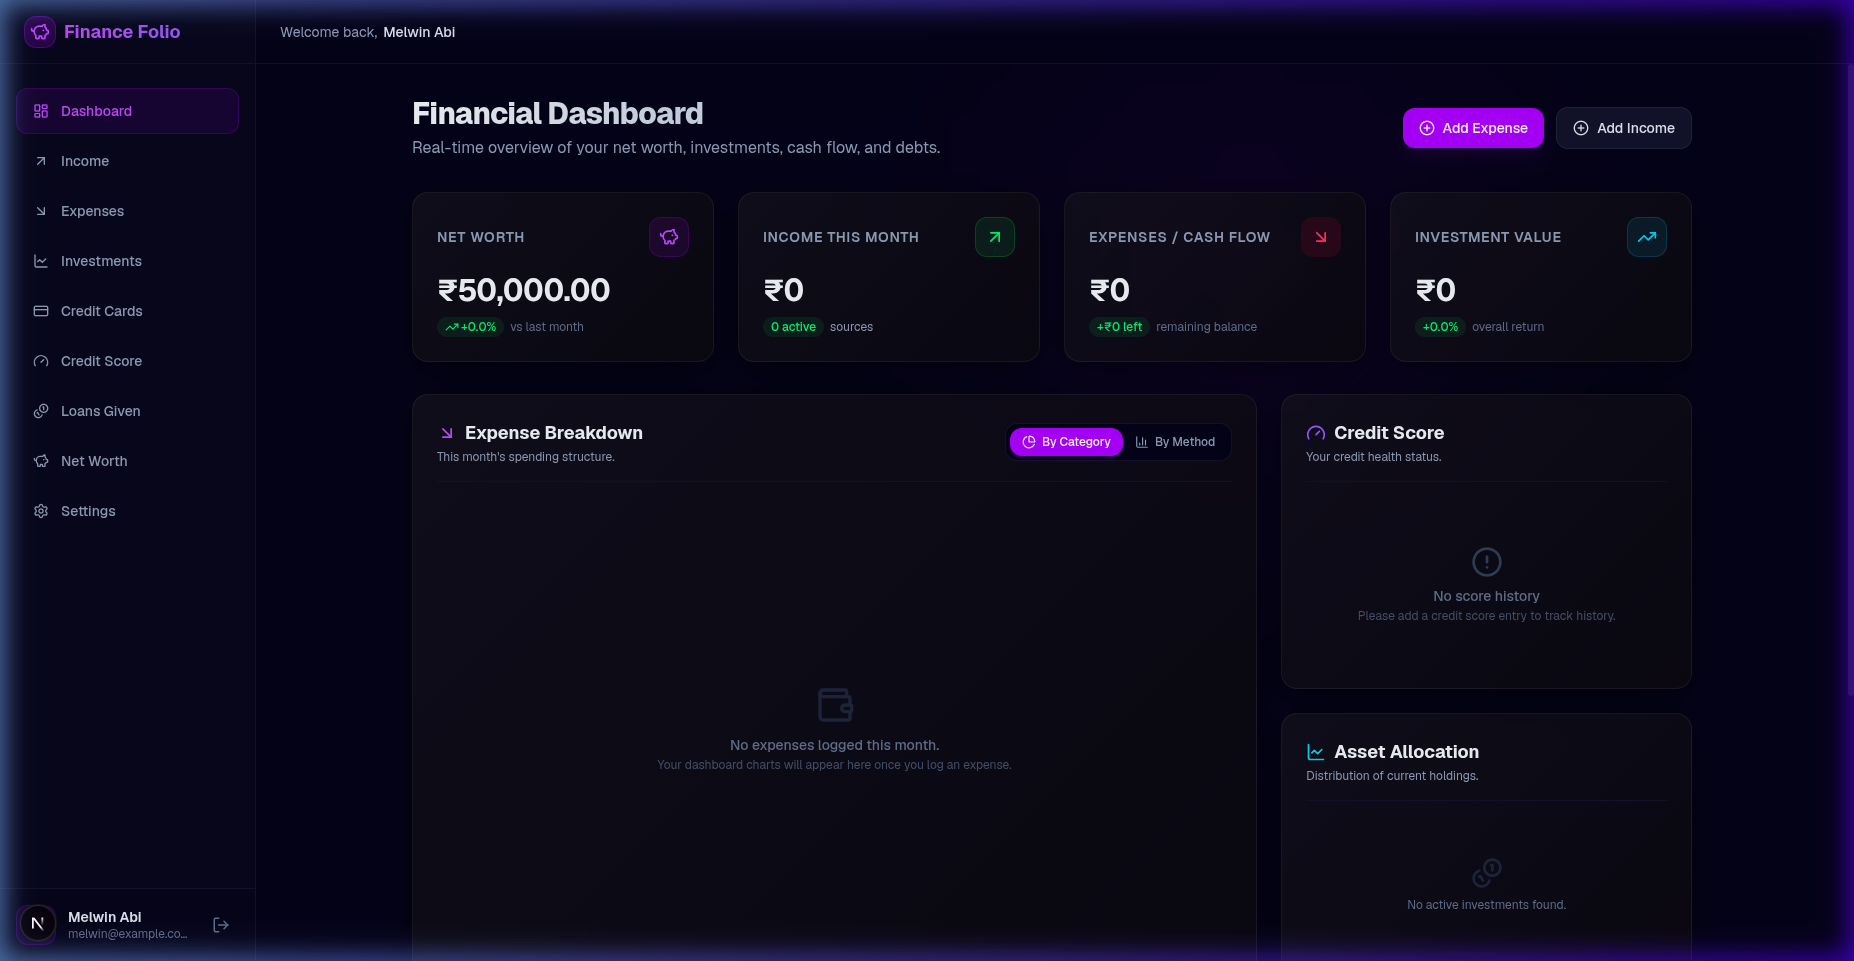 Finance Folio
Welcome back, Melwin Abi
Dashboard
Income
Expenses
Investments
Credit Cards
Credit Score
Loans Given
Net Worth
Settings
Melwin Abi
melwin@example.co...
N
Financial Dashboard
Real-time overview of your net worth, investments, cash flow, and debts.
Add Expense
Add Income
NET WORTH
₹50,000.00
+0.0% vs last month
INCOME THIS MONTH
₹0
0 active sources
EXPENSES / CASH FLOW
₹0
+₹0 left remaining balance
INVESTMENT VALUE
₹0
+0.0% overall return
Expense Breakdown
This month's spending structure.
By Category
By Method
No expenses logged this month.
Your dashboard charts will appear here once you log an expense.
Credit Score
Your credit health status.
No score history
Please add a credit score entry to track history.
Asset Allocation
Distribution of current holdings.
No active investments found.